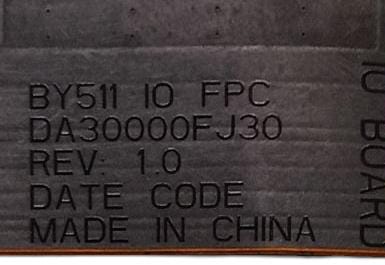 BY511 IO FPC
DA30000FJ30
REV: 1.0
DATE CODE
MADE IN CHINA
IO BOARD